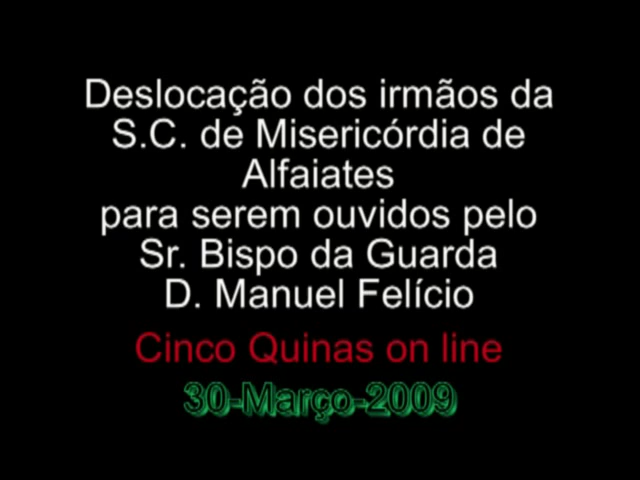 Deslocação dos irmãos da
S.C. de Misericórdia de
Alfaiates
para serem ouvidos pelo
Sr. Bispo da Guarda
D. Manuel Felício
Cinco Quinas on line
30-Março-2009